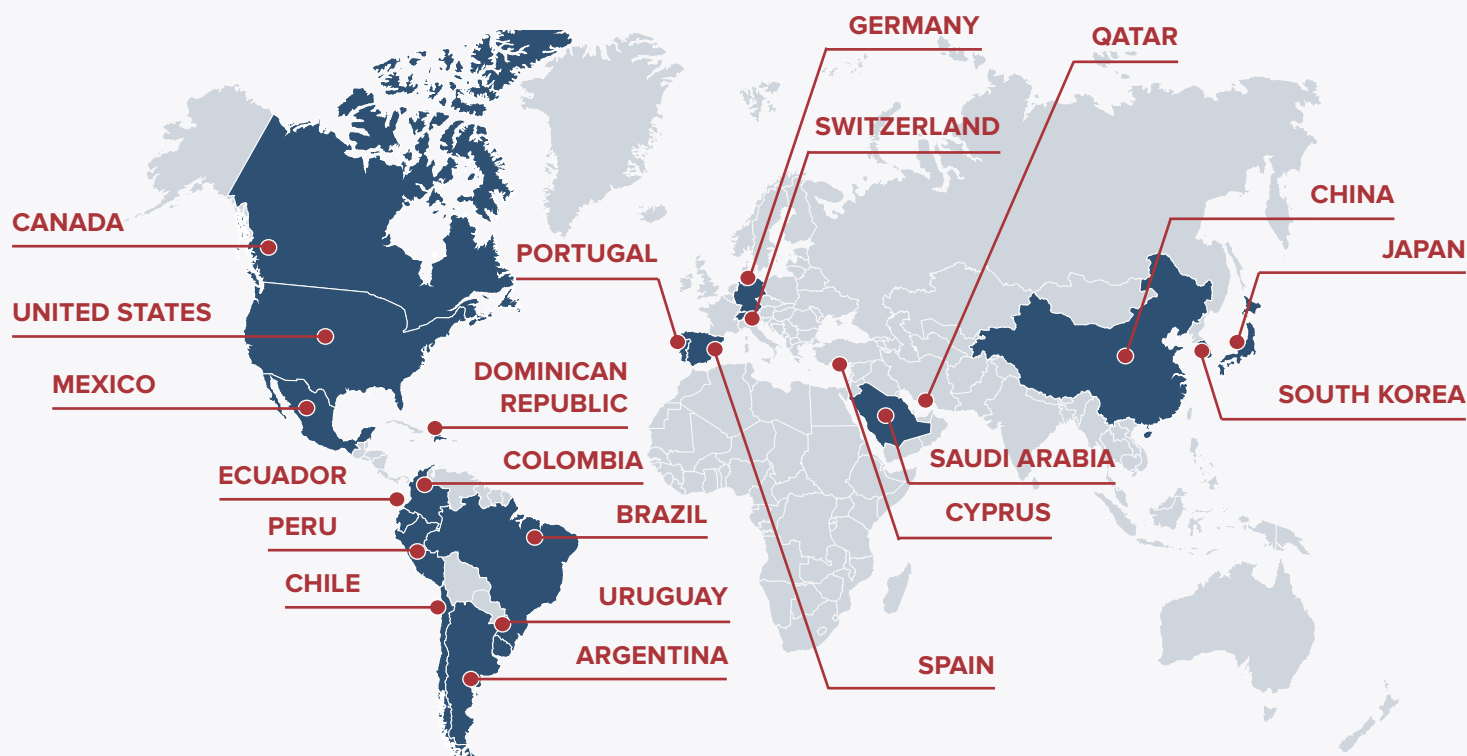 GERMANY
QATAR
SWITZERLAND
CHINA
CANADA
JAPAN
PORTUGAL
UNITED STATES
DOMINICAN
REPUBLIC
MEXICO
SOUTH KOREA
COLOMBIA
SAUDI ARABIA
ECUADOR
BRAZIL
CYPRUS
PERU
CHILE
URUGUAY
ARGENTINA
SPAIN